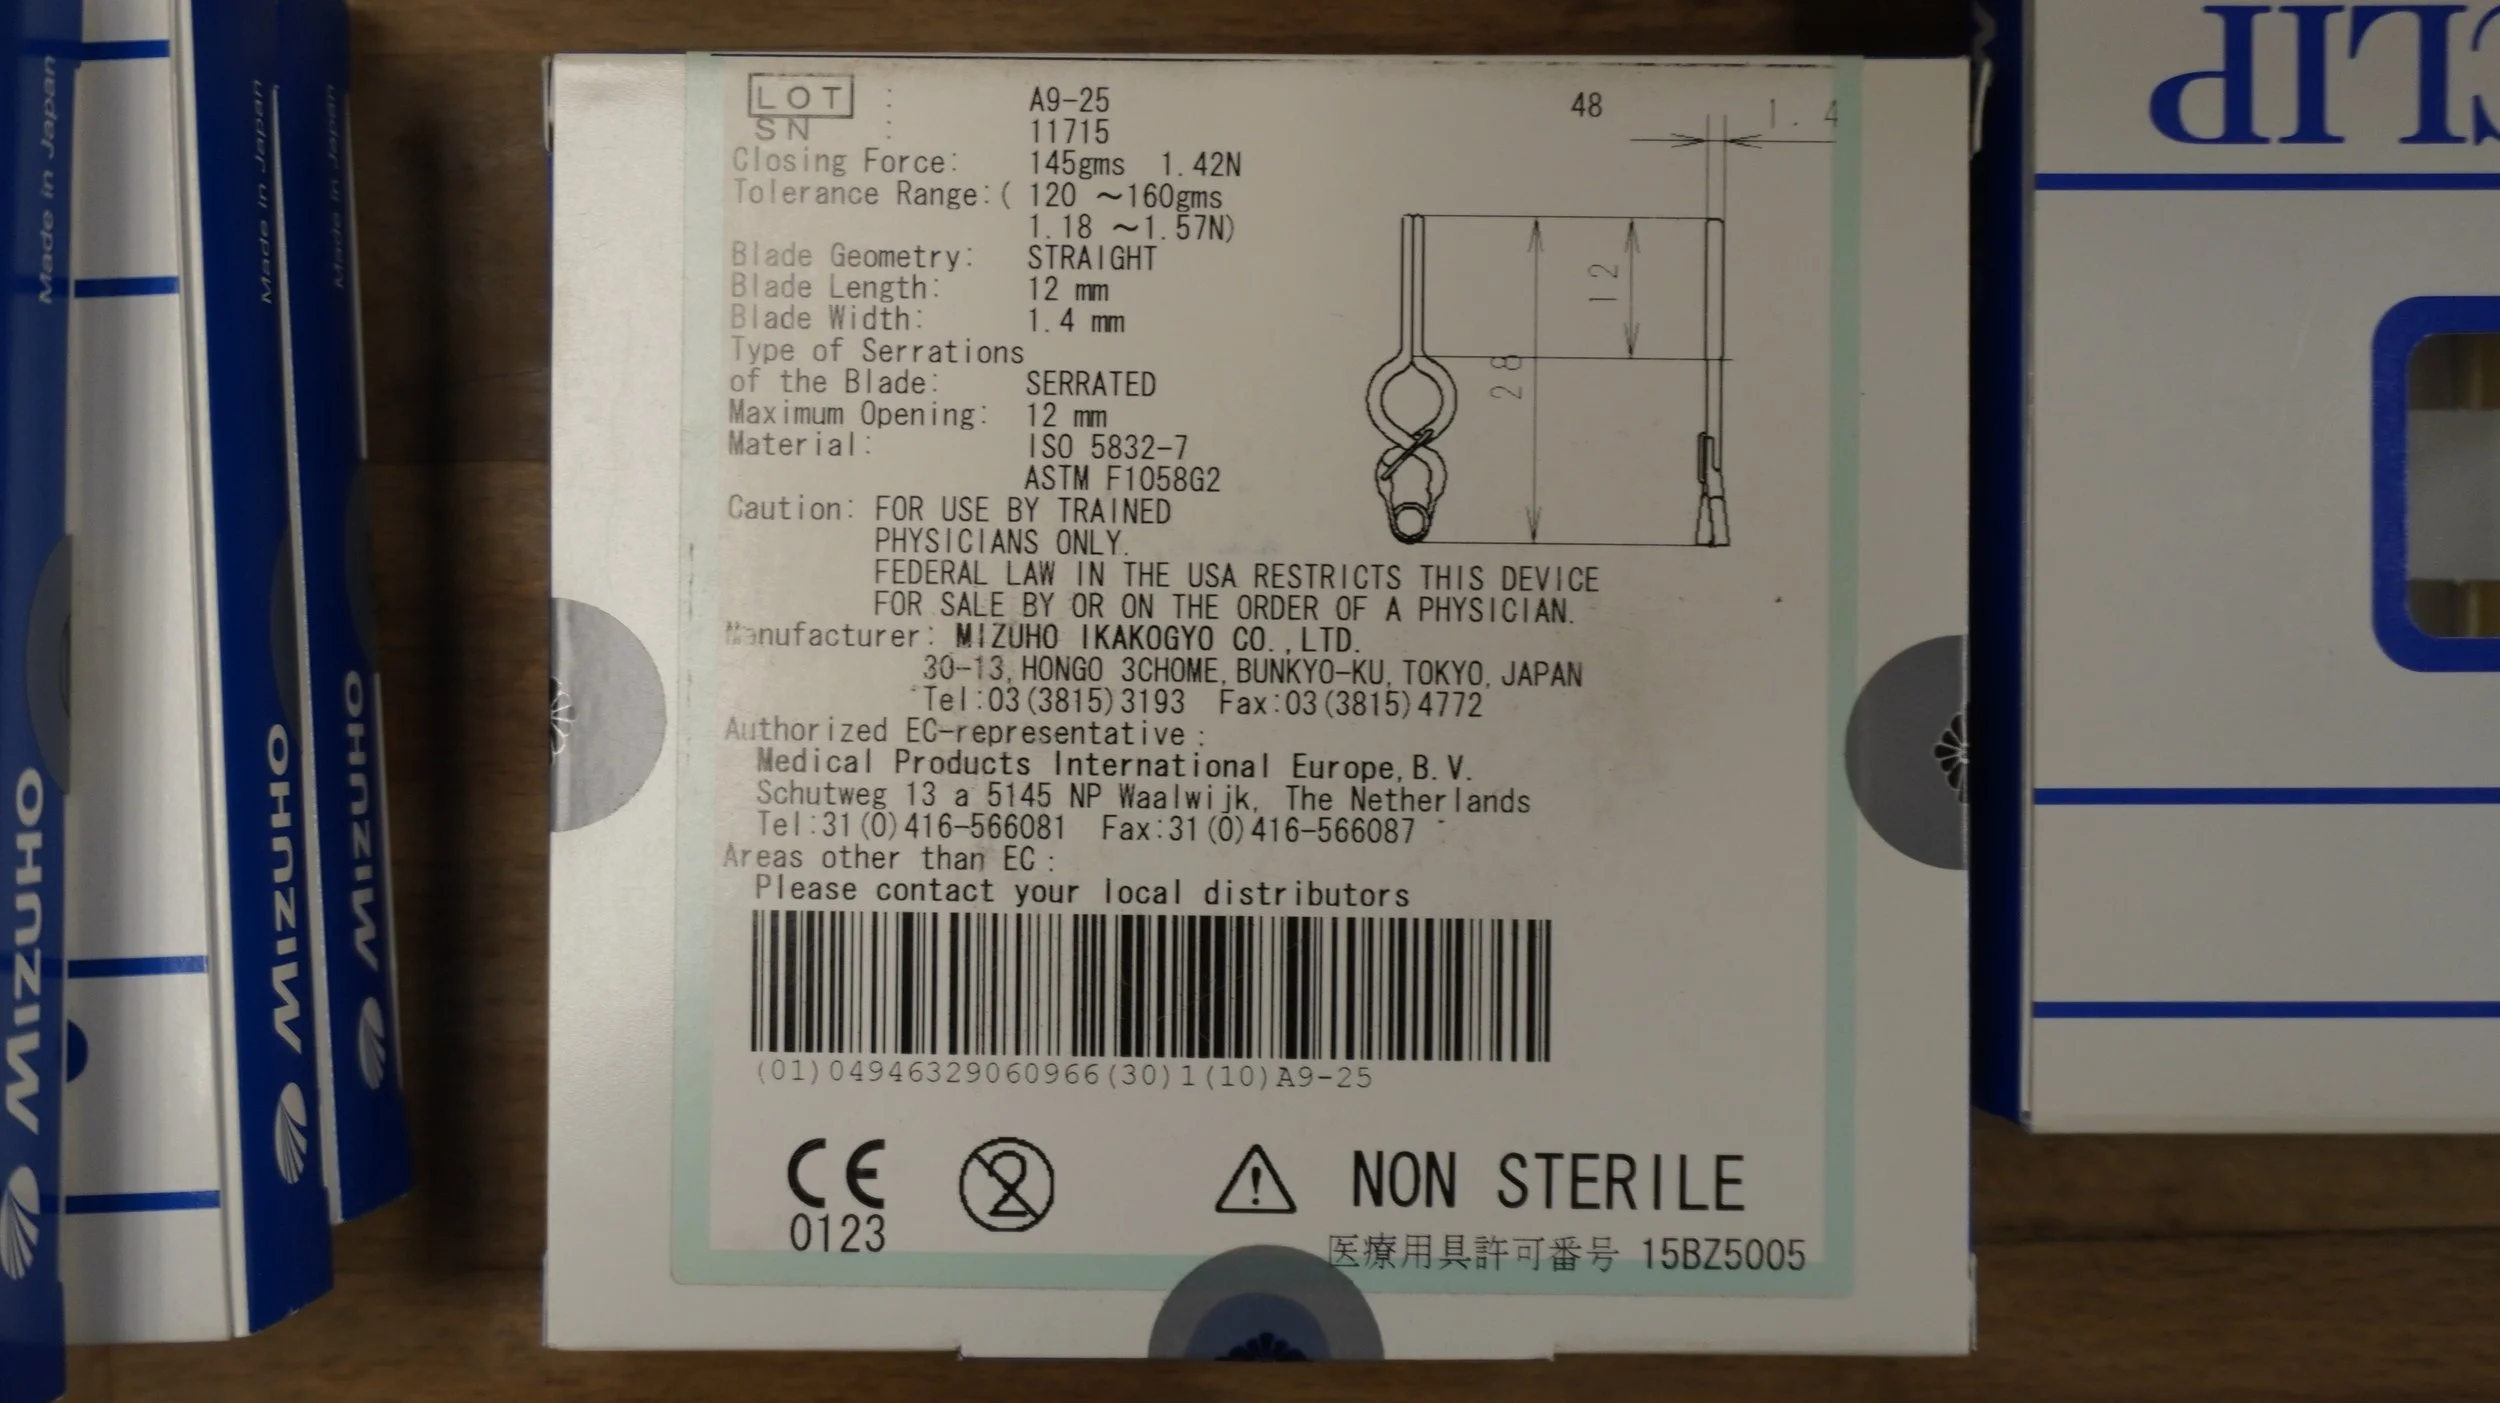 Made in Japan
MIZUHO
Made in Japan
MIZUHO
Made in Japan
MIZUHO
LOT : A9-25
SN : 11715
Closing Force: 145gms 1.42N
Tolerance Range:( 120 ~160gms
1.18 ~1.57N)
Blade Geometry: STRAIGHT
Blade Length: 12 mm
Blade Width: 1.4 mm
Type of Serrations
of the Blade: SERRATED
Maximum Opening: 12 mm
Material: ISO 5832-7
ASTM F1058G2
Caution: FOR USE BY TRAINED
PHYSICIANS ONLY.
FEDERAL LAW IN THE USA RESTRICTS THIS DEVICE
FOR SALE BY OR ON THE ORDER OF A PHYSICIAN.
Manufacturer: MIZUHO IKAKOGYO CO.,LTD.
30-13, HONGO 3CHOME, BUNKYO-KU, TOKYO, JAPAN
Tel:03(3815)3193 Fax:03(3815)4772
Authorized EC-representative:
Medical Products International Europe, B.V.
Schutweg 13 a 5145 NP Waalwijk, The Netherlands
Tel:31(0)416-566081 Fax:31(0)416-566087
Areas other than EC:
Please contact your local distributors
(01)04946329060966(30)1(10)A9-25
CE
0123
2
NON STERILE
医療用具許可番号 15BZ5005
48
1.4
12
28
CLIP